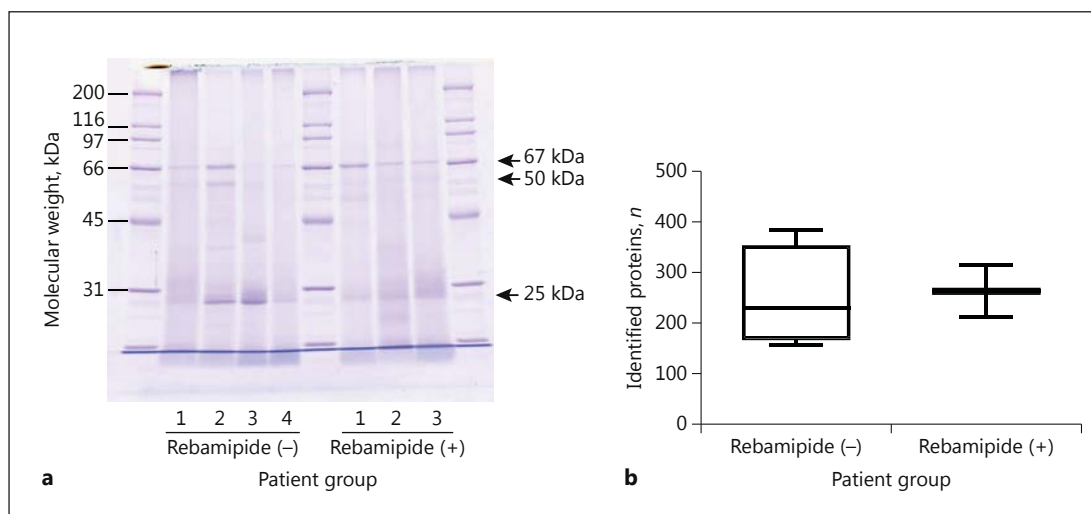 Molecular weight, kDa
200
116
97
66
45
31
67 kDa
50 kDa
25 kDa
1 2 3 4 1 2 3
Rebamipide (–) Rebamipide (+)
Patient group
a
Identified proteins, n
500
400
300
200
100
0
Rebamipide (–) Rebamipide (+)
Patient group
b